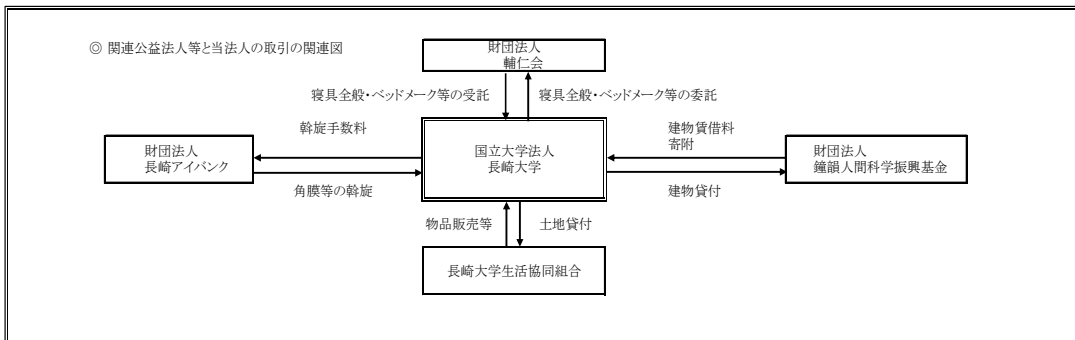 ◎ 関連公益法人等と当法人の取引の関連図
財団法人
輔仁会
寝具全般・ベッドメーク等の受託
寝具全般・ベッドメーク等の委託
斡旋手数料
建物賃借料
寄附
財団法人
長崎アイバンク
国立大学法人
長崎大学
財団法人
鐘韻人間科学振興基金
角膜等の斡旋
建物貸付
物品販売等
土地貸付
長崎大学生活協同組合